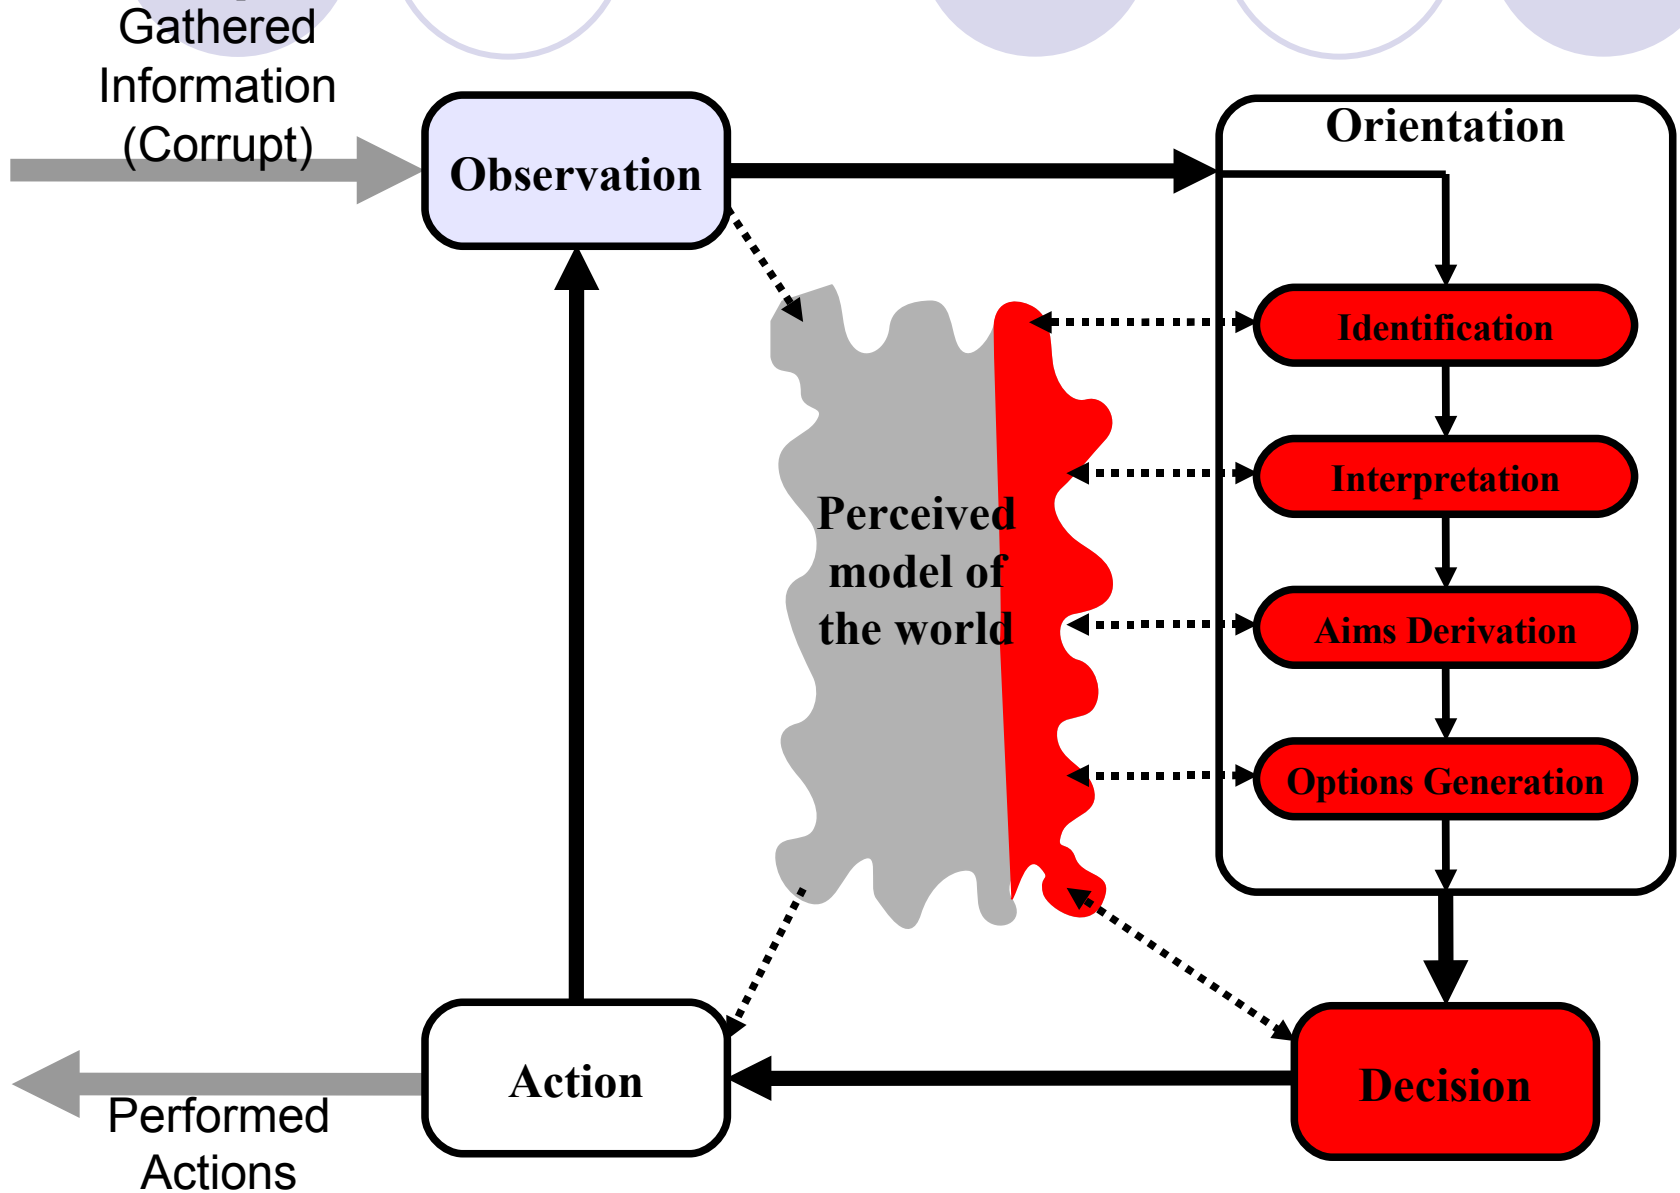 Gathered
Information
(Corrupt)
Observation
Orientation
Identification
Interpretation
Aims Derivation
Options Generation
Perceived
model of
the world
Action
Decision
Performed
Actions